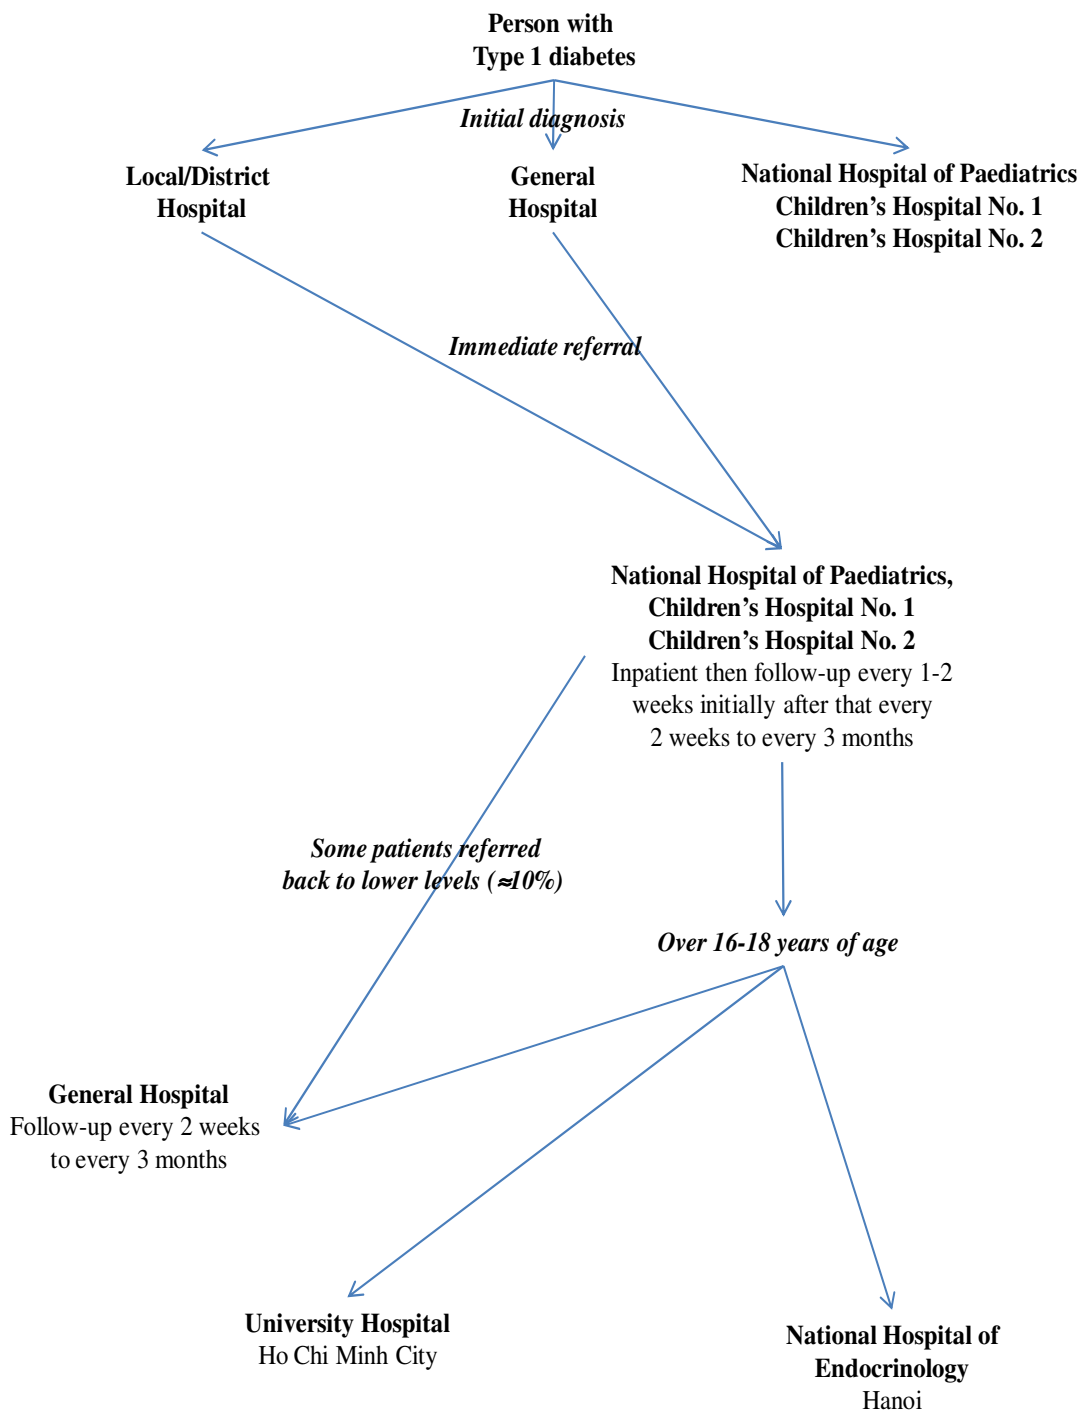 Person with
Type 1 diabetes
Initial diagnosis
Local/District
Hospital
General
Hospital
National Hospital of Paediatrics
Children’s Hospital No. 1
Children’s Hospital No. 2
Immediate referral
National Hospital of Paediatrics,
Children’s Hospital No. 1
Children’s Hospital No. 2
Inpatient then follow-up every 1-2
weeks initially after that every
2 weeks to every 3 months
Some patients referred
back to lower levels (≈10%)
Over 16-18 years of age
General Hospital
Follow-up every 2 weeks
to every 3 months
University Hospital
Ho Chi Minh City
National Hospital of
Endocrinology
Hanoi